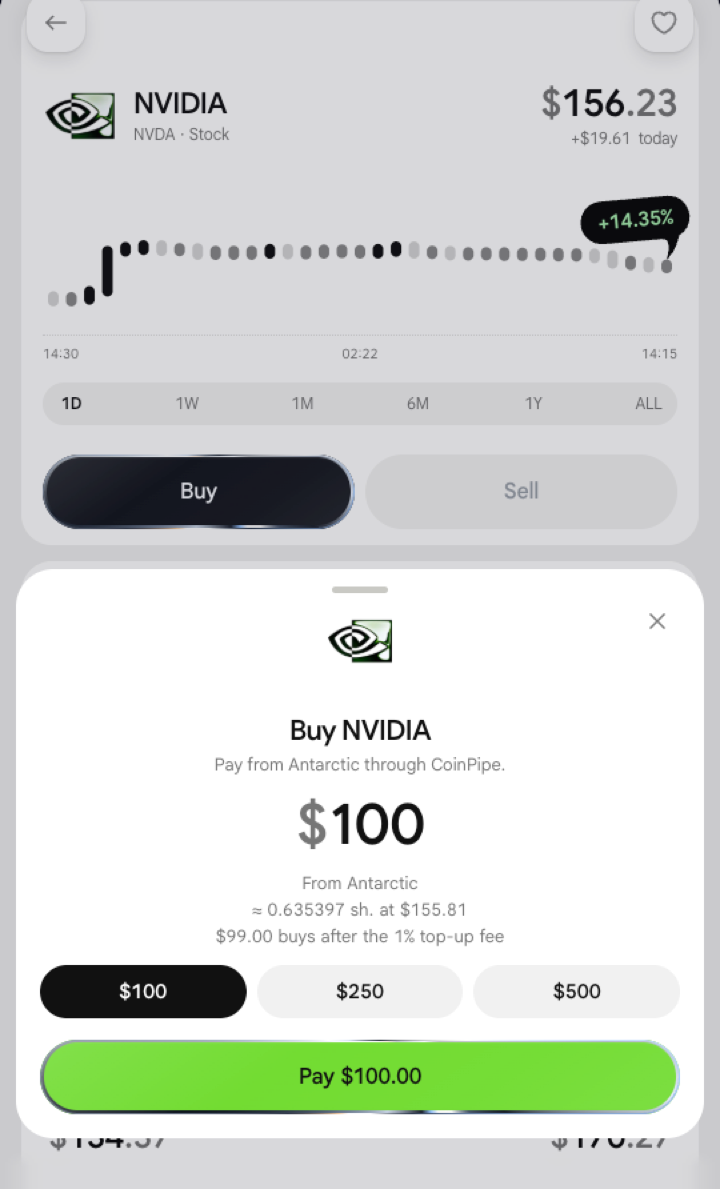 NVIDIA
$156.23
NVDA · Stock
+$19.61 today
+14.35%
14:30
02:22
14:15
1D
1W
1M
6M
1Y
ALL
Buy
Sell
Buy NVIDIA
Pay from Antarctic through CoinPipe.
$100
From Antarctic
≈ 0.635397 sh. at $155.81
$99.00 buys after the 1% top-up fee
$100
$250
$500
Pay $100.00